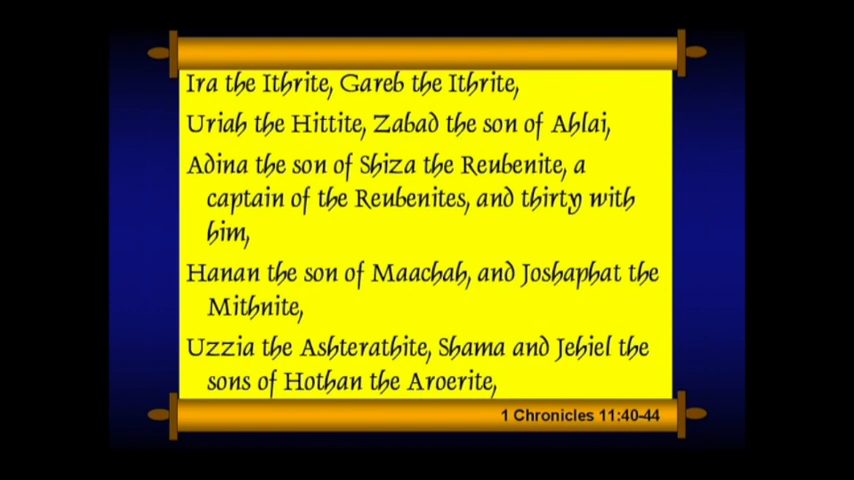 Ira the Ithrite, Gareb the Ithrite,
Uriah the Hittite, Zabad the son of Ahlai,
Adina the son of Shiza the Reubenite, a
captain of the Reubenites, and thirty with
him,
Hanan the son of Maachah, and Joshaphat the
Mithnite,
Uzzia the Ashterathite, Shama and Jehiel the
sons of Hothan the Aroerite,
1 Chronicles 11:40-44